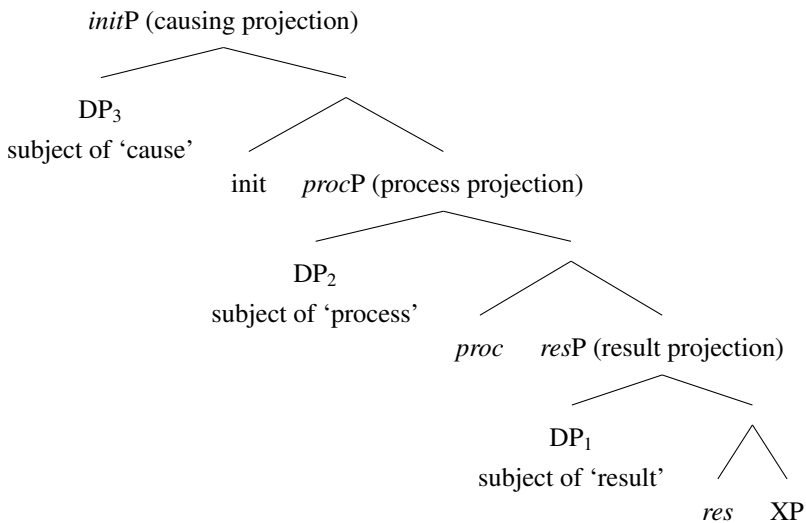 initP (causing projection)
DP₃
subject of ‘cause’
init procP (process projection)
DP₂
subject of ‘process’
proc resP (result projection)
DP₁
subject of ‘result’
res XP